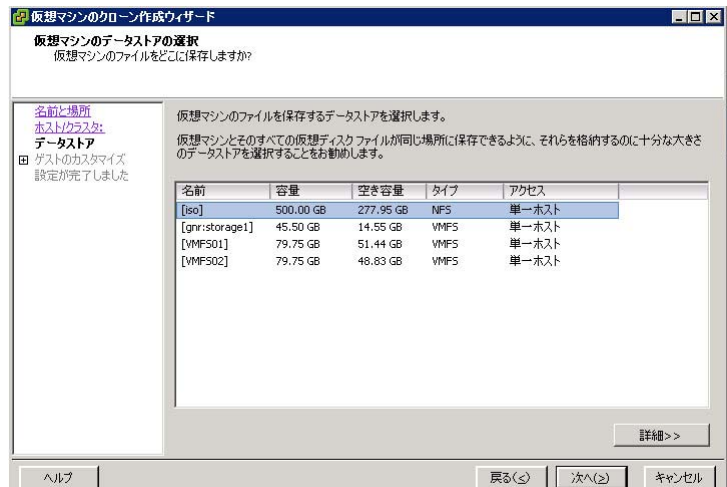 仮想マシンのクローン作成ウィザード
仮想マシンのデータストアの選択
仮想マシンのファイルをどこに保存しますか?
名前と場所
ホスト/クラスタ:
データストア
ゲストのカスタマイズ
設定が完了しました
仮想マシンのファイルを保存するデータストアを選択します。
仮想マシンとそのすべての仮想ディスク ファイルが同じ場所に保存できるように、それらを格納するのに十分な大きさ
のデータストアを選択することをお勧めします。
名前 容量 空き容量 タイプ アクセス
[iso] 500.00 GB 277.95 GB NFS 単一ホスト
[gnr:storage1] 45.50 GB 14.55 GB VMFS 単一ホスト
[VMFS01] 79.75 GB 51.44 GB VMFS 単一ホスト
[VMFS02] 79.75 GB 48.83 GB VMFS 単一ホスト
詳細>>
ヘルプ 戻る(<) 次へ(>) キャンセル